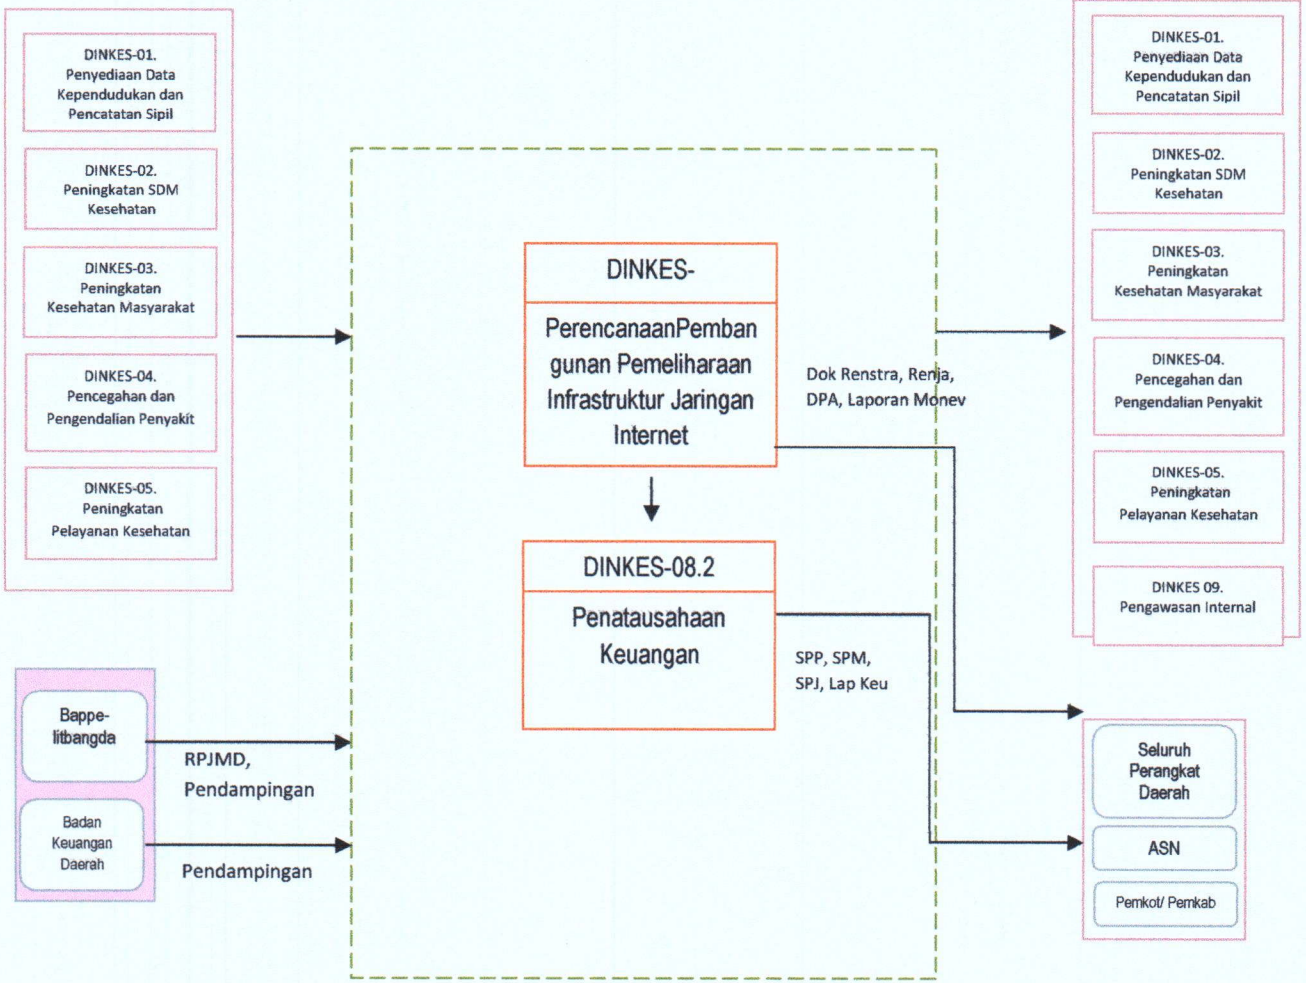 DINKES-01.
Penyediaan Data
Kependudukan dan
Pencatatan Sipil
DINKES-02.
Peningkatan SDM
Kesehatan
DINKES-03.
Peningkatan
Kesehatan Masyarakat
DINKES-04.
Pencegahan dan
Pengendalian Penyakit
DINKES-05.
Peningkatan
Pelayanan Kesehatan
Bappe-
litbangda
Badan
Keuangan
Daerah
RPJMD,
Pendampingan
Pendampingan
DINKES-
PerencanaanPemban
gunan Pemeliharaan
Infrastruktur Jaringan
Internet
Dok Renstra, Renja,
DPA, Laporan Monev
DINKES-08.2
Penatausahaan
Keuangan
SPP, SPM,
SPJ, Lap Keu
DINKES-01.
Penyediaan Data
Kependudukan dan
Pencatatan Sipil
DINKES-02.
Peningkatan SDM
Kesehatan
DINKES-03.
Peningkatan
Kesehatan Masyarakat
DINKES-04.
Pencegahan dan
Pengendalian Penyakit
DINKES-05.
Peningkatan
Pelayanan Kesehatan
DINKES 09.
Pengawasan Internal
Seluruh
Perangkat
Daerah
ASN
Pemkot/ Pemkab